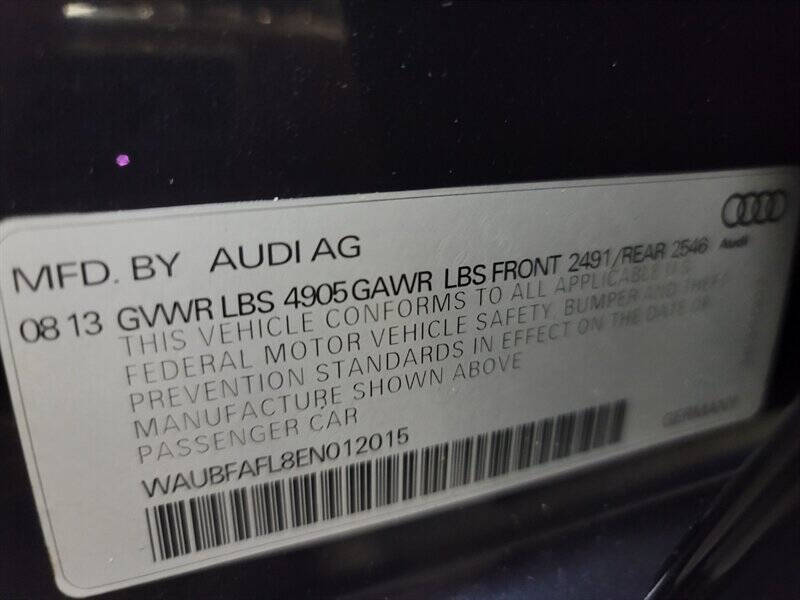 MFD. BY AUDI AG
Audi
08 13 GVWR LBS 4905 GAWR LBS FRONT 2491/REAR 2546
THIS VEHICLE CONFORMS TO ALL APPLICABLE U.S.
FEDERAL MOTOR VEHICLE SAFETY, BUMPER AND THEFT
PREVENTION STANDARDS IN EFFECT ON THE DATE OF
MANUFACTURE SHOWN ABOVE
PASSENGER CAR
GERMANY
WAUBFAFL8EN012015